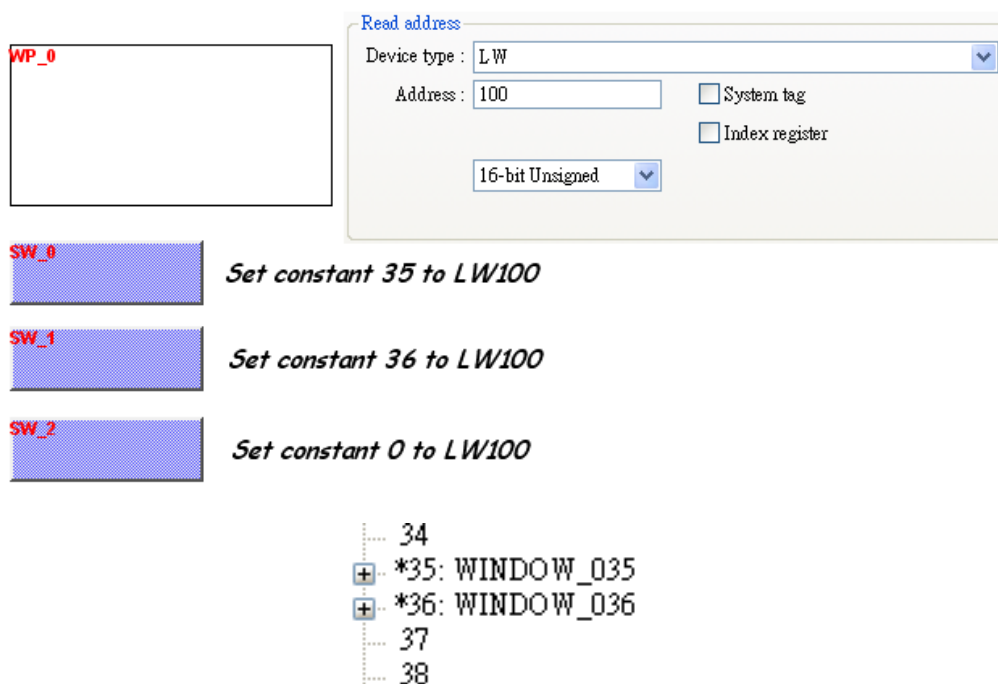 Read address
WP_0
Device type : LW
Address : 100
System tag
Index register
16-bit Unsigned
SW_0
Set constant 35 to LW100
SW_1
Set constant 36 to LW100
SW_2
Set constant 0 to LW100
34
*35: WINDOW_035
*36: WINDOW_036
37
38